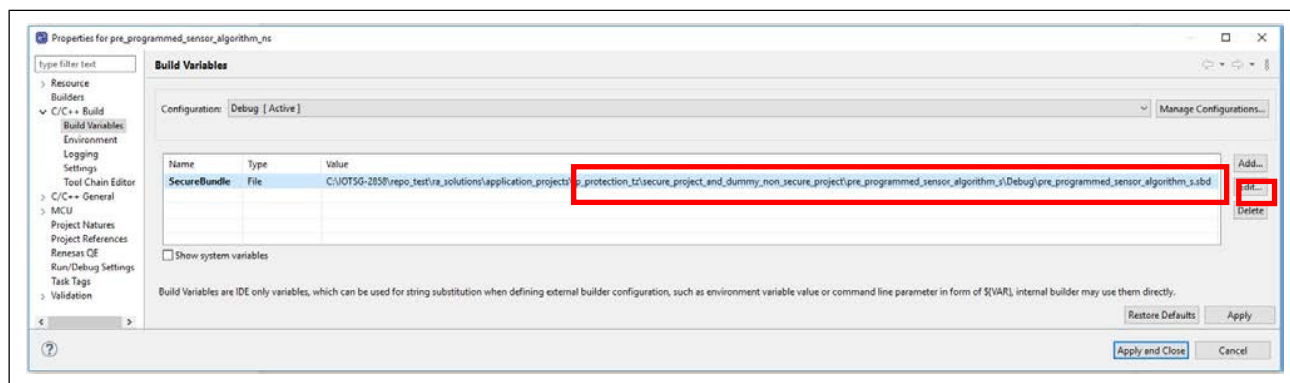 Properties for pre_programmed_sensor_algorithm_ns
type filter text
Resource
Builders
C/C++ Build
Build Variables
Environment
Logging
Settings
Tool Chain Editor
C/C++ General
MCU
Project Natures
Project References
Renesas QE
Run/Debug Settings
Task Tags
Validation
Build Variables
Configuration: Debug [ Active ]
Manage Configurations...
Name Type Value
SecureBundle File C:\IOTSG-2858\repo_test\ra_solutions\application_projects\ip_protection_tz\secure_project_and_dummy_non_secure_project\pre_programmed_sensor_algorithm_s\Debug\pre_programmed_sensor_algorithm_s.sbd
Add...
Edit...
Delete
Show system variables
Build Variables are IDE only variables, which can be used for string substitution when defining external builder configuration, such as environment variable value or command line parameter in form of ${VAR}, internal builder may use them directly.
Restore Defaults Apply
Apply and Close Cancel